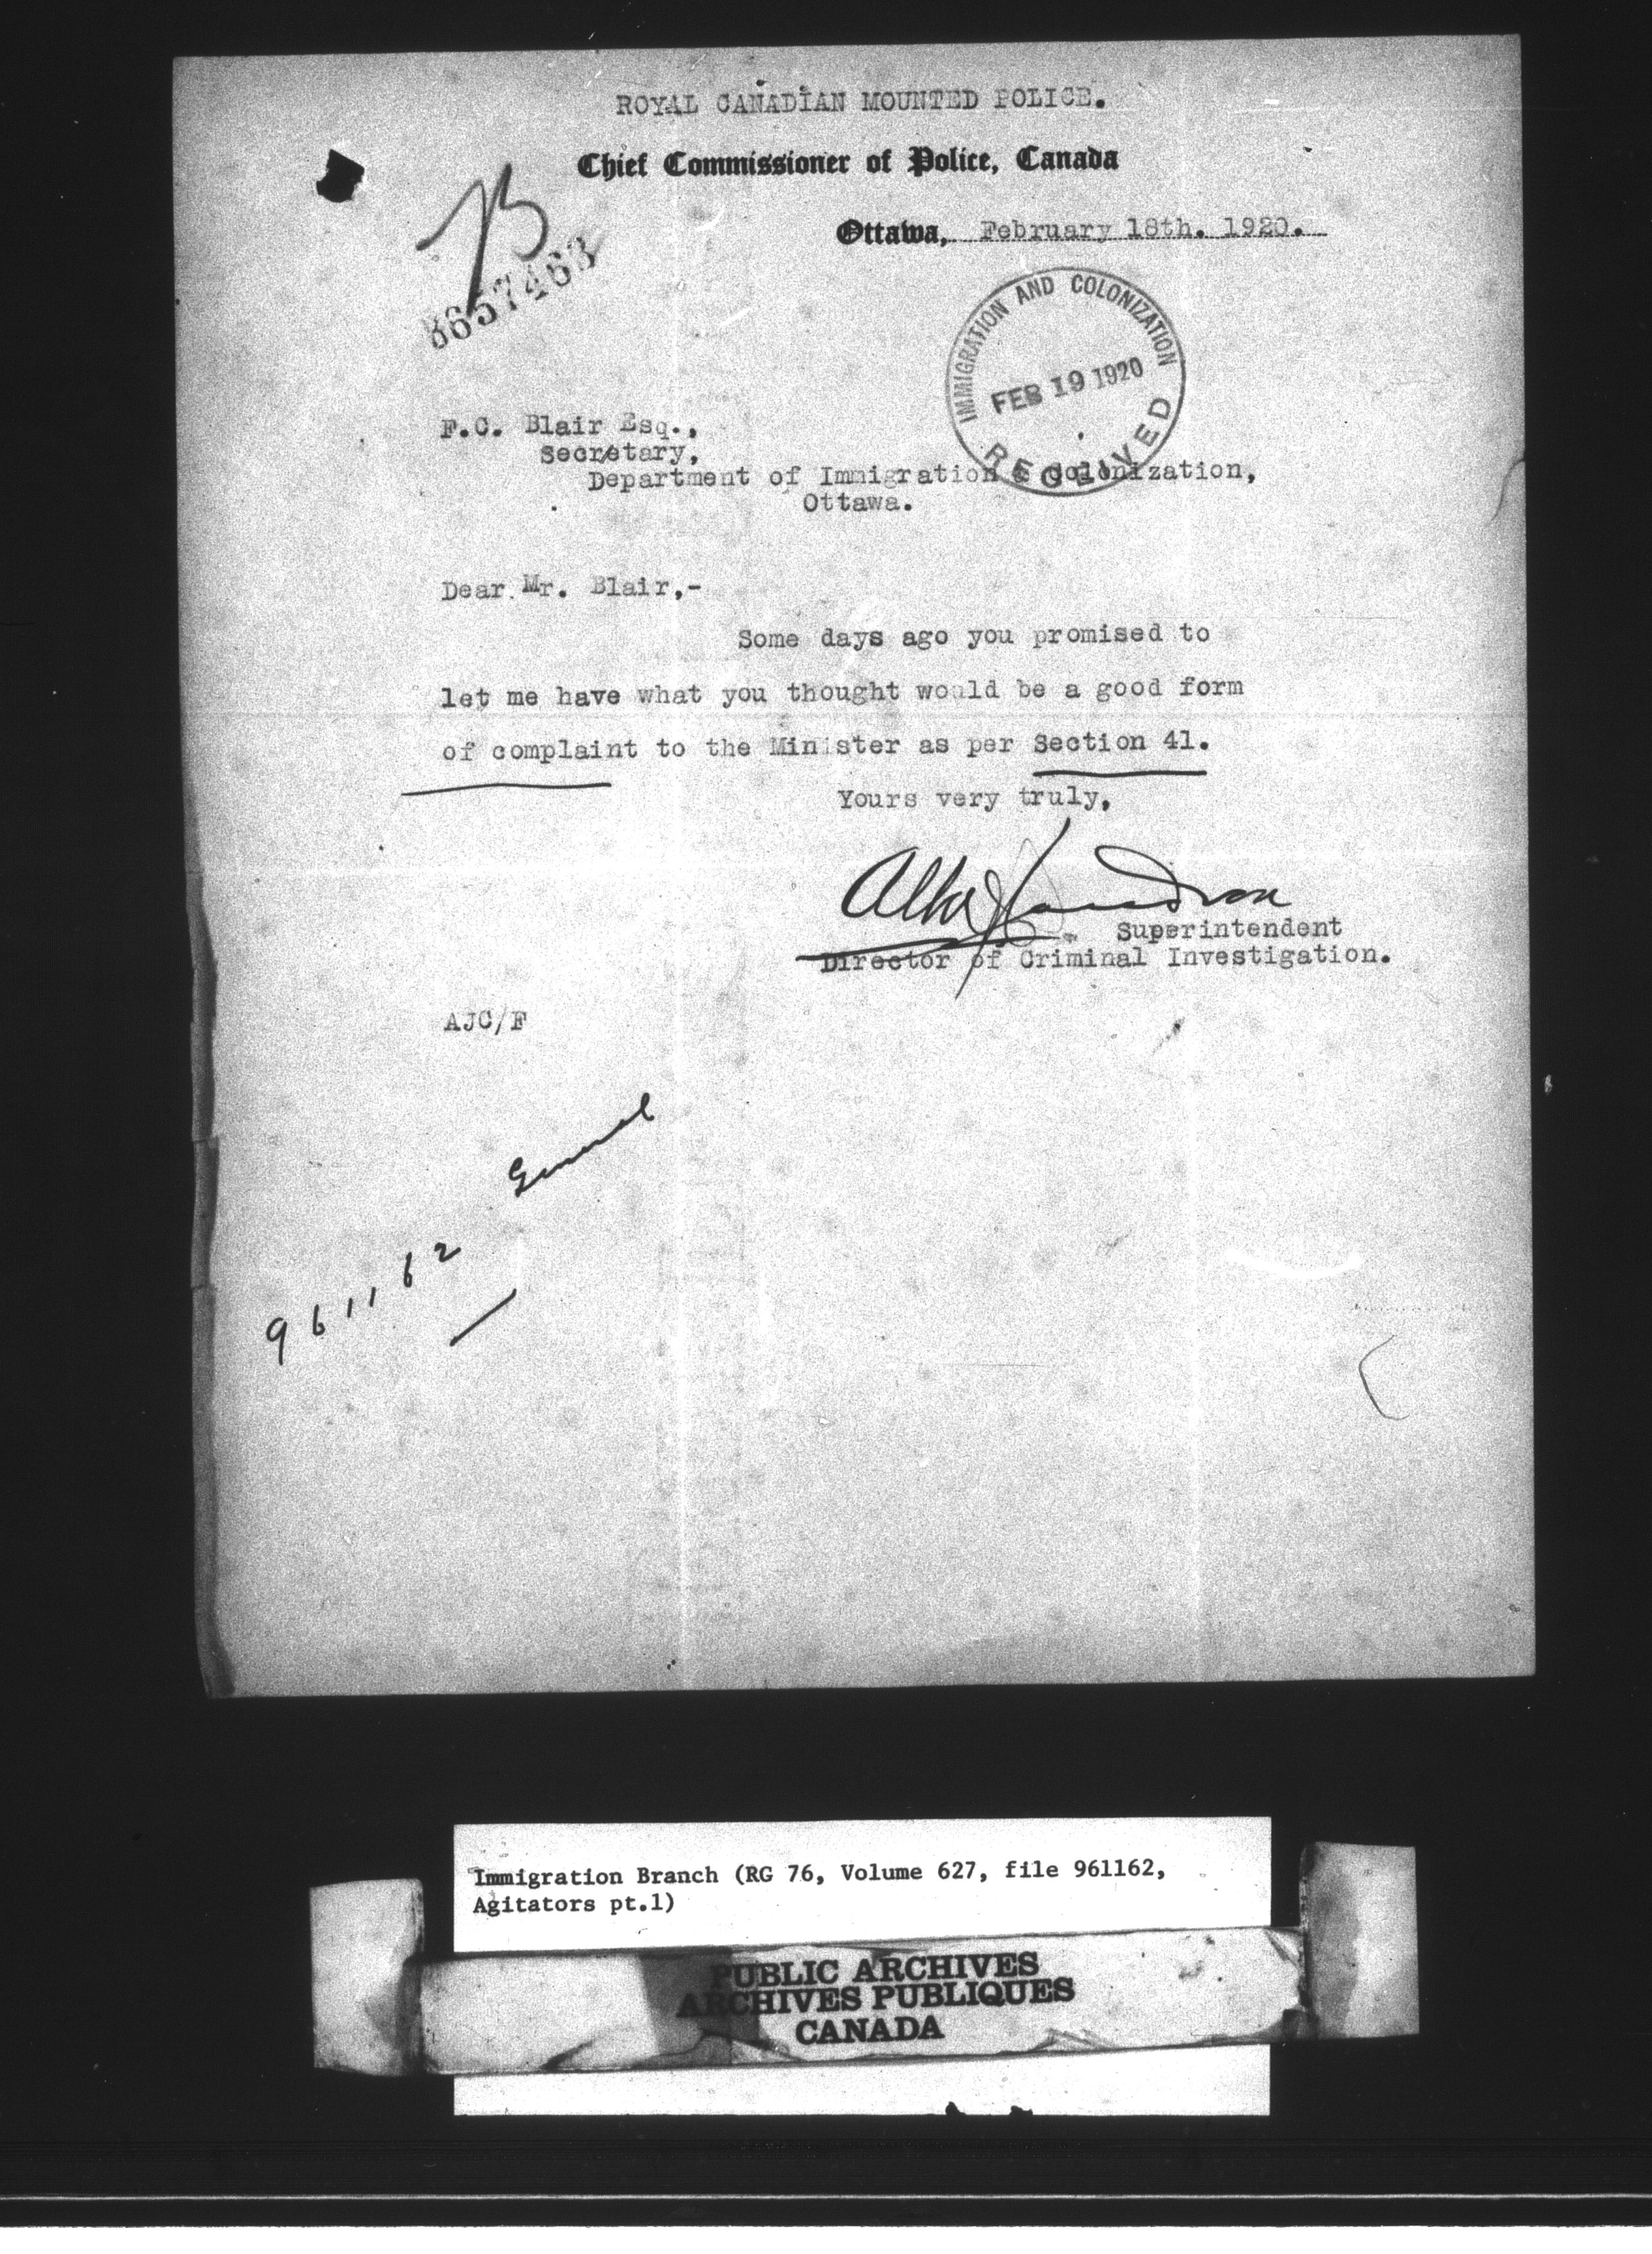 ROYAL CANADIAN MOUNTED POLICE.
Chief Commissioner of Police, Canada
B
8657463
Ottawa, February 18th. 1920.
IMMIGRATION AND COLONIZATION
FEB 19 1920
RECEIVED
F.C. Blair Esq.,
Secretary,
Department of Immigration & Colonization,
Ottawa.
Dear Mr. Blair,-
Some days ago you promised to
let me have what you thought would be a good form
of complaint to the Minister as per Section 41.
Yours very truly,
Superintendent
Director of Criminal Investigation.
AJC/F
General
961162
Immigration Branch (RG 76, Volume 627, file 961162,
Agitators pt.1)
PUBLIC ARCHIVES
ARCHIVES PUBLIQUES
CANADA